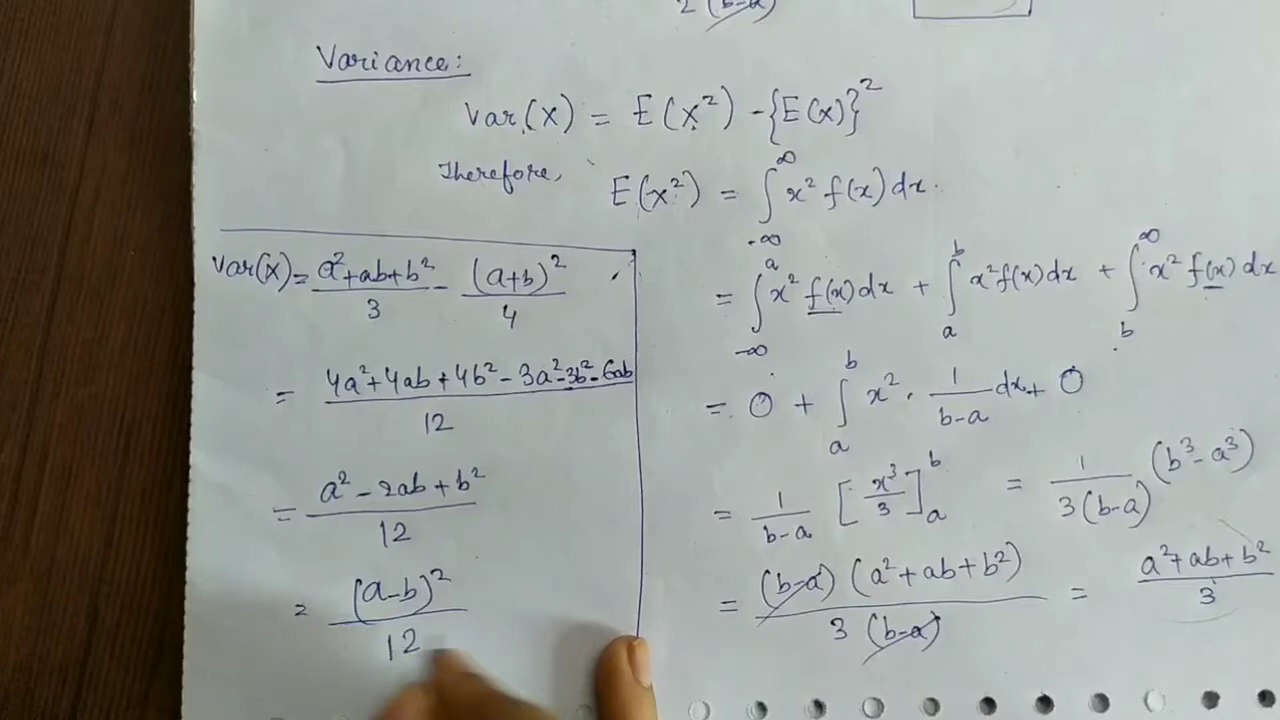 2 (b-a)
Variance:
Var(X) = E(x²) - {E(x)}²
Therefore, E(x²) = ∫_{-∞}^{∞} x² f(x) dx.
= ∫_{-∞}^{a} x² f(x) dx + ∫_{a}^{b} x² f(x) dx + ∫_{b}^{∞} x² f(x) dx
= 0 + ∫_{a}^{b} x² · 1/(b-a) dx + 0
= 1/(b-a) [x³/3]_{a}^{b} = 1/(3(b-a)) (b³-a³)
= (b-a)(a²+ab+b²)/(3(b-a)) = (a²+ab+b²)/3
Var(X) = (a²+ab+b²)/3 - (a+b)²/4
= (4a²+4ab+4b²-3a²-3b²-6ab)/12
= (a²-2ab+b²)/12
= (a-b)²/12